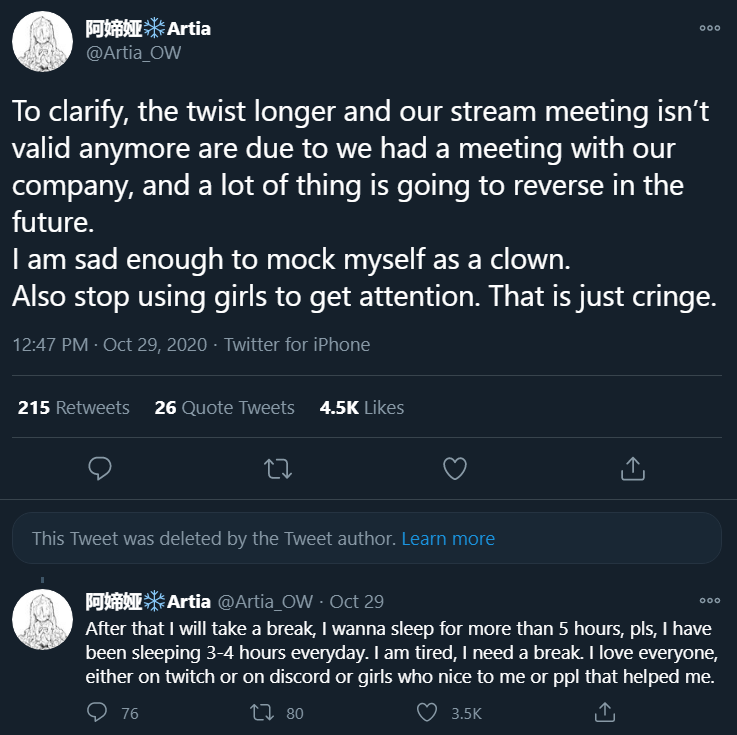 阿媂娅❄Artia
@Artia_OW
To clarify, the twist longer and our stream meeting isn’t
valid anymore are due to we had a meeting with our
company, and a lot of thing is going to reverse in the
future.
I am sad enough to mock myself as a clown.
Also stop using girls to get attention. That is just cringe.
12:47 PM · Oct 29, 2020 · Twitter for iPhone
215 Retweets 26 Quote Tweets 4.5K Likes
This Tweet was deleted by the Tweet author. Learn more
阿媂娅❄Artia @Artia_OW · Oct 29
After that I will take a break, I wanna sleep for more than 5 hours, pls, I have
been sleeping 3-4 hours everyday. I am tired, I need a break. I love everyone,
either on twitch or on discord or girls who nice to me or ppl that helped me.
76 80 3.5K